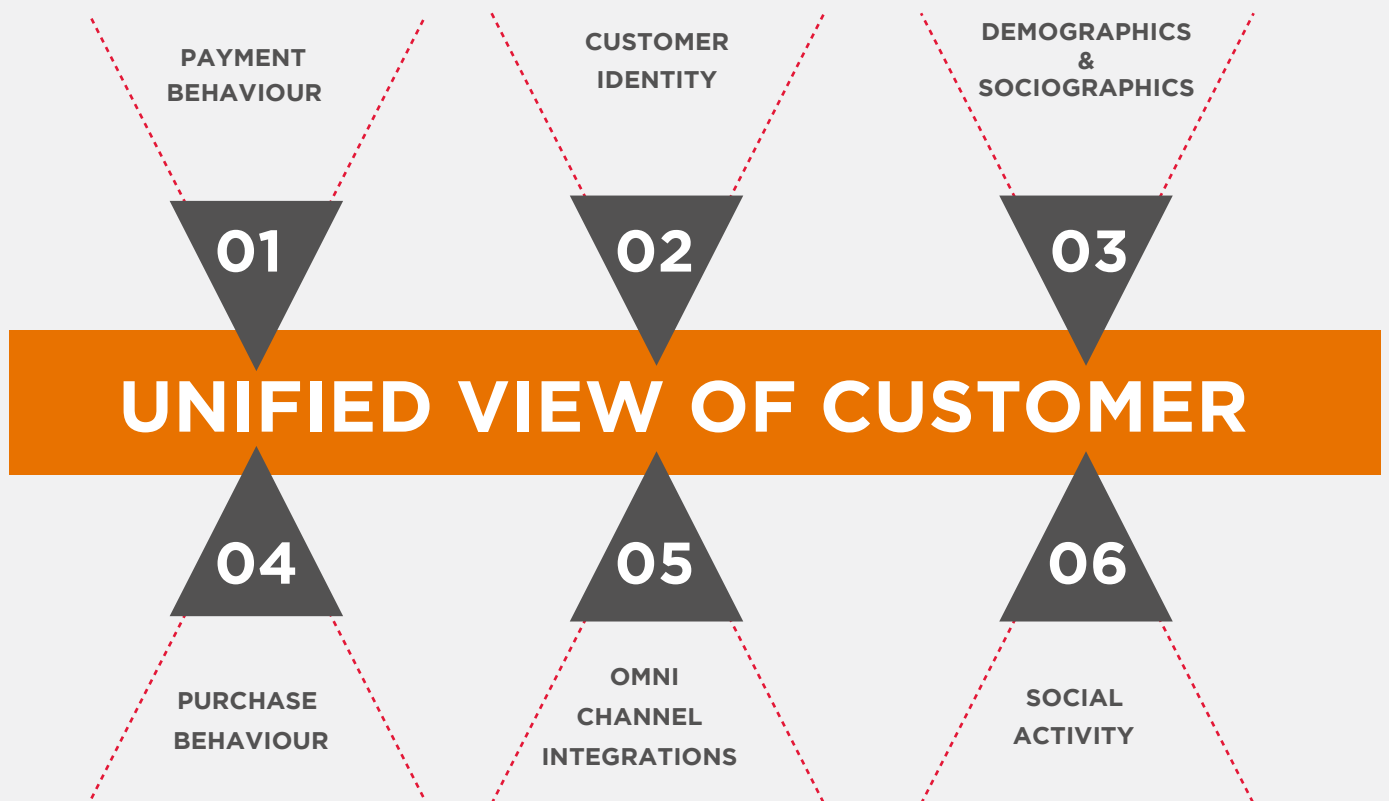 PAYMENT
BEHAVIOUR
CUSTOMER
IDENTITY
DEMOGRAPHICS
&
SOCIOGRAPHICS
01
02
03
UNIFIED VIEW OF CUSTOMER
04
05
06
PURCHASE
BEHAVIOUR
OMNI
CHANNEL
INTEGRATIONS
SOCIAL
ACTIVITY